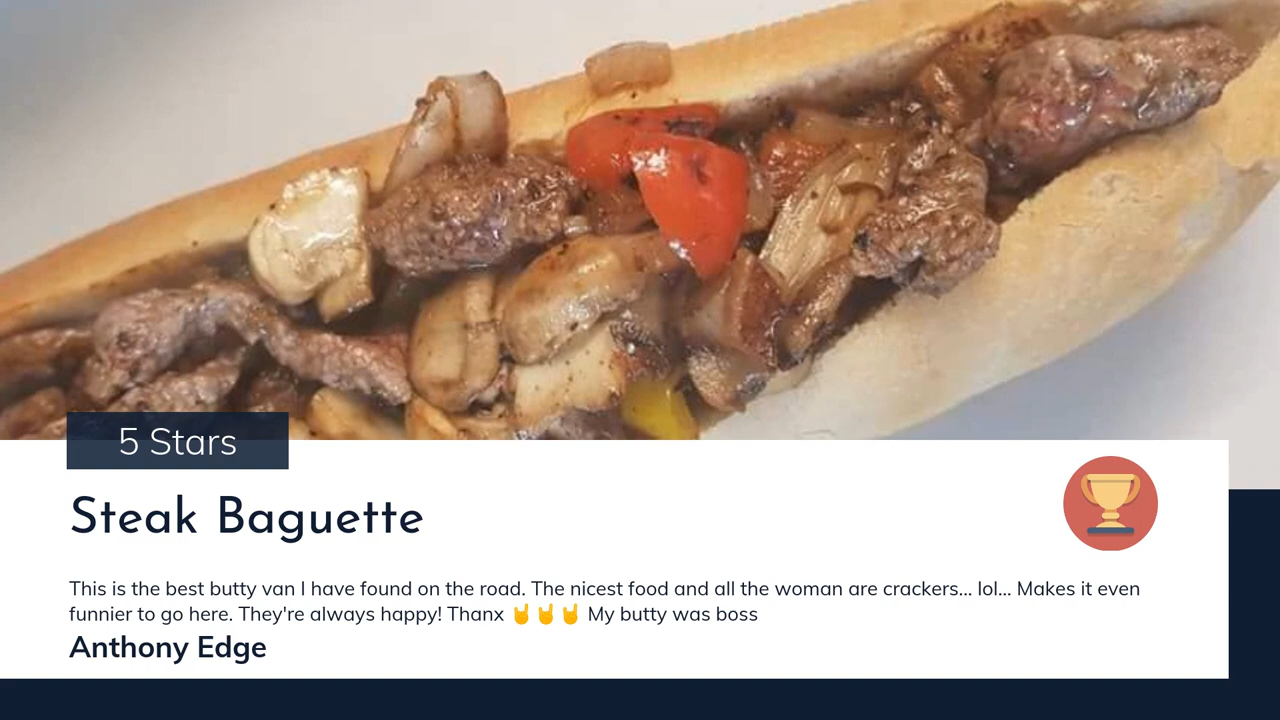 5 Stars
Steak Baguette
This is the best butty van I have found on the road. The nicest food and all the woman are crackers... lol... Makes it even
funnier to go here. They're always happy! Thanx 🤘🤘🤘 My butty was boss
Anthony Edge